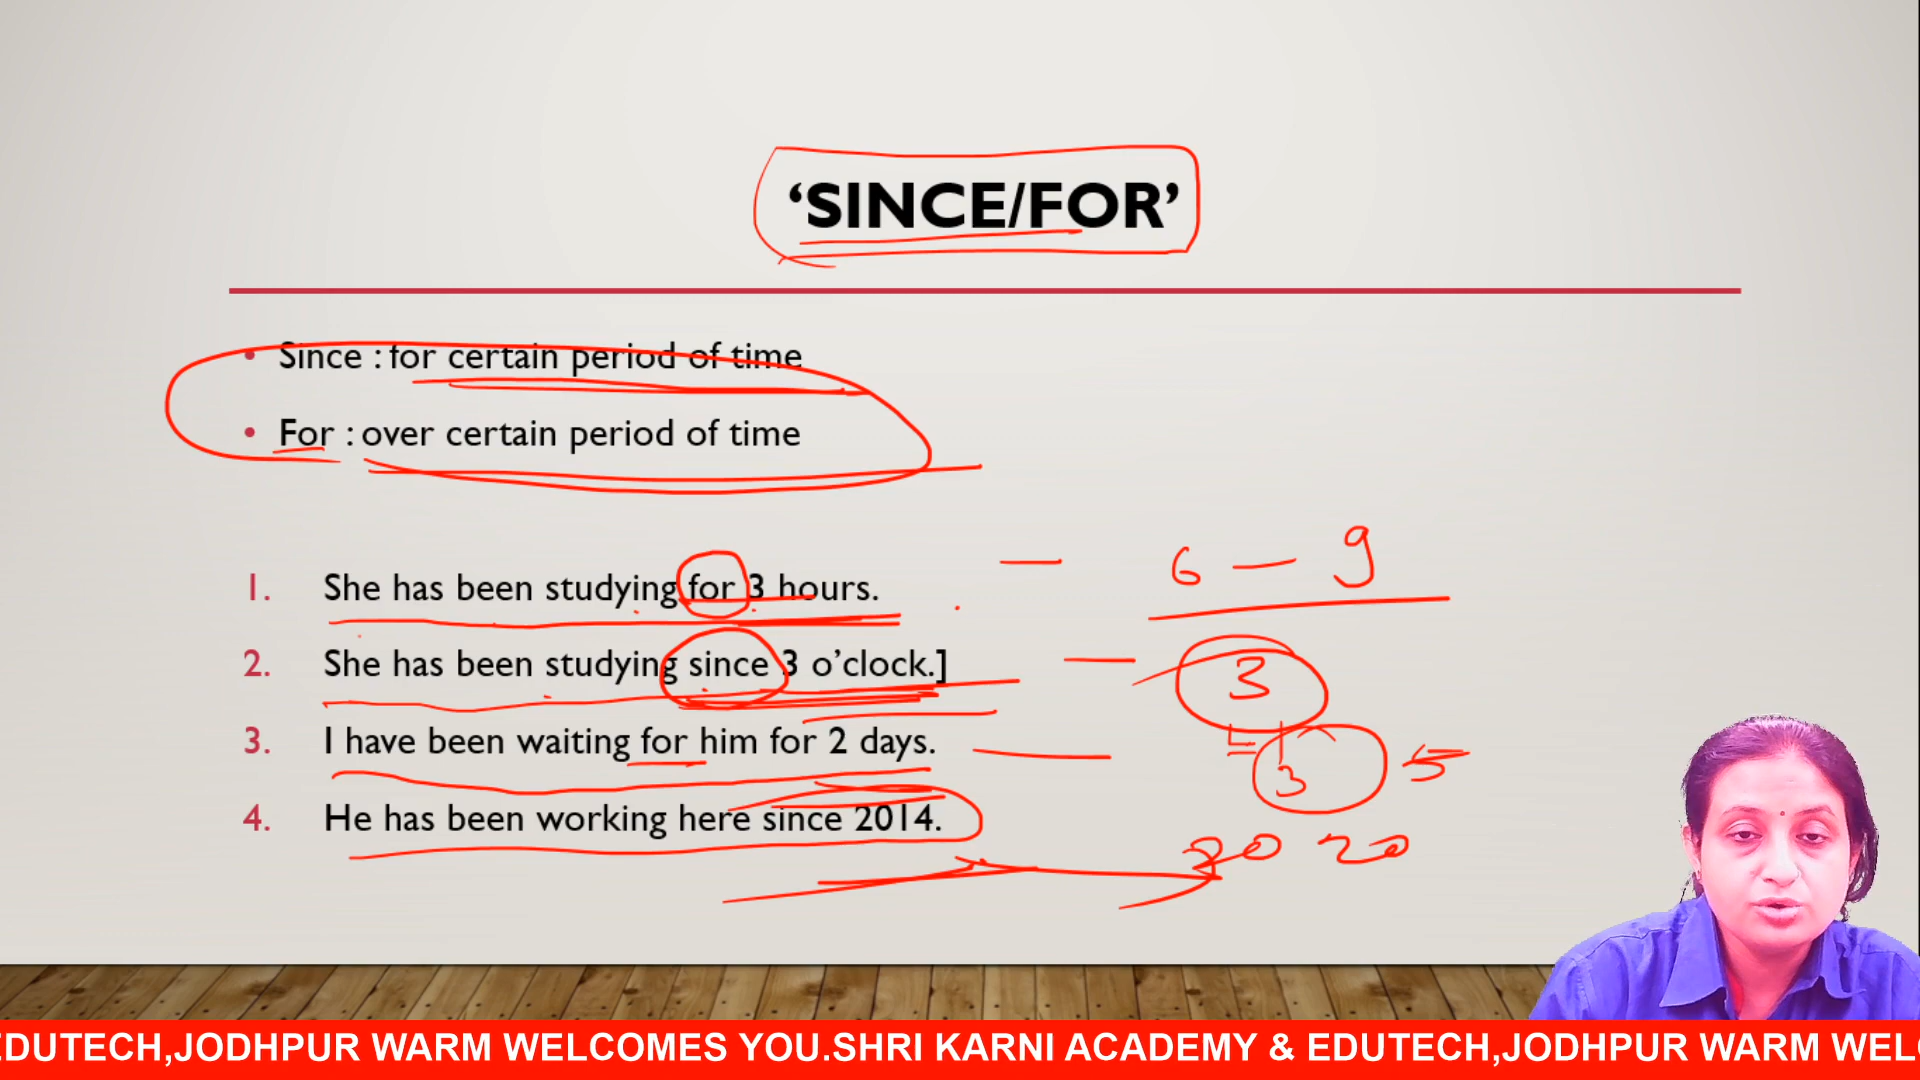 ‘SINCE/FOR’
• Since : for certain period of time
• For : over certain period of time
1. She has been studying for 3 hours.
6 — 9
2. She has been studying since 3 o’clock.]
3
3. I have been waiting for him for 2 days.
3 5
4. He has been working here since 2014.
2020
EDUTECH,JODHPUR WARM WELCOMES YOU.SHRI KARNI ACADEMY & EDUTECH,JODHPUR WARM WEL